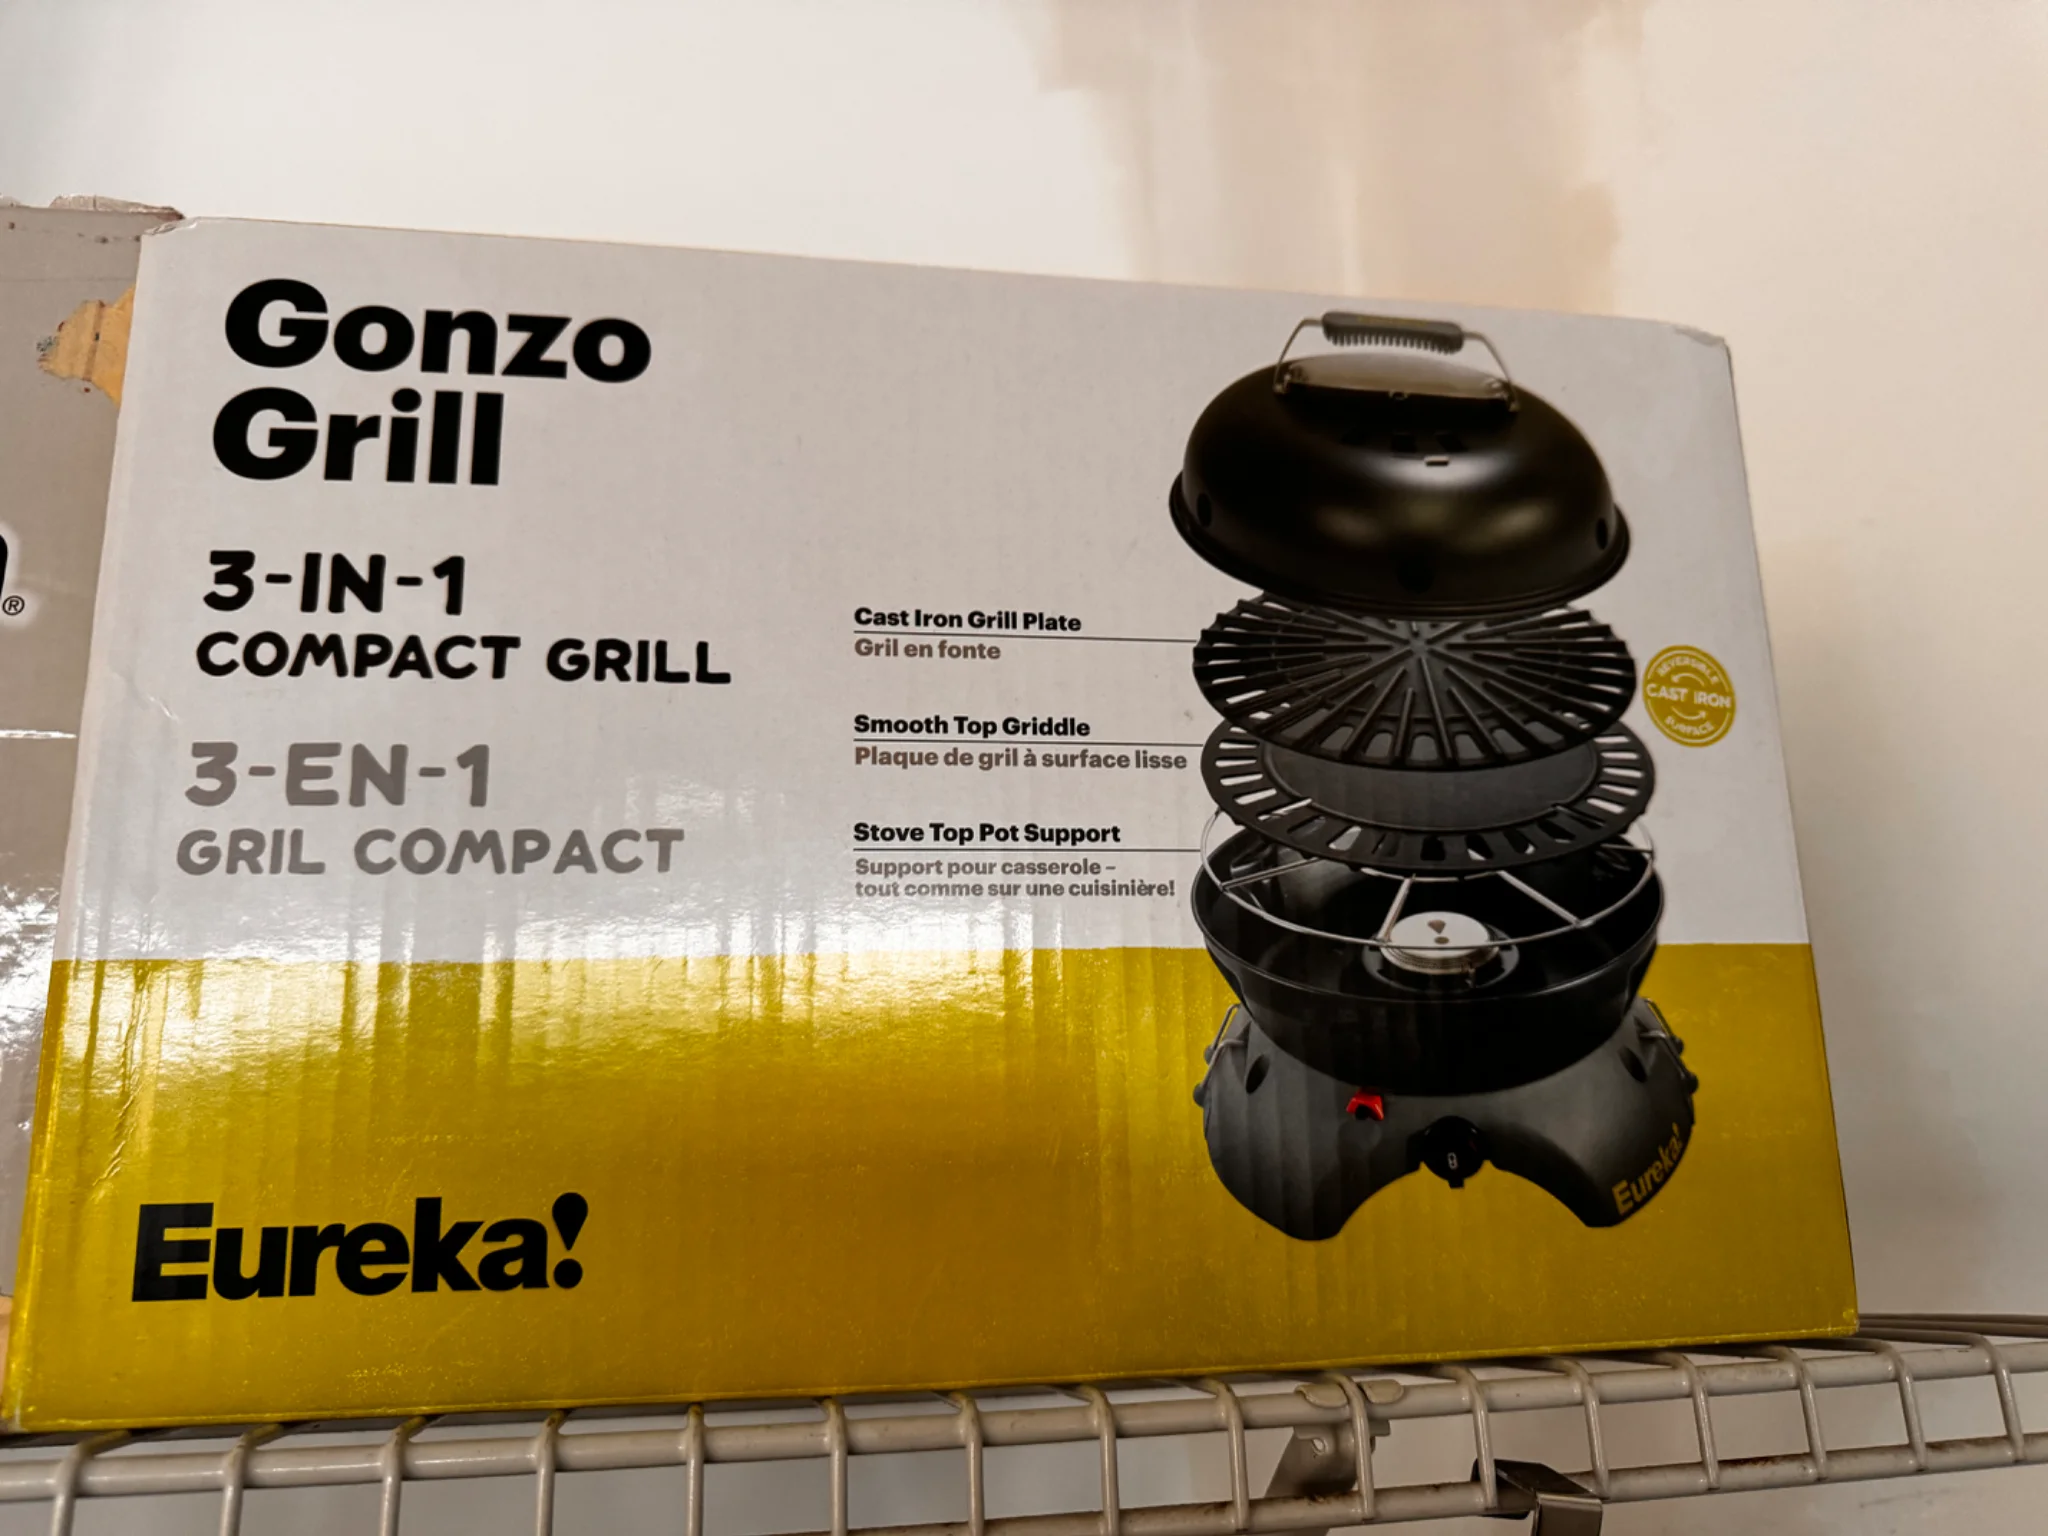 Gonzo
Grill
3-IN-1
COMPACT GRILL
3-EN-1
GRIL COMPACT
Cast Iron Grill Plate
Gril en fonte
Smooth Top Griddle
Plaque de gril à surface lisse
Stove Top Pot Support
Support pour casserole –
tout comme sur une cuisinière!
REVERSIBLE
CAST IRON
SURFACE
Eureka!
Eureka!
®